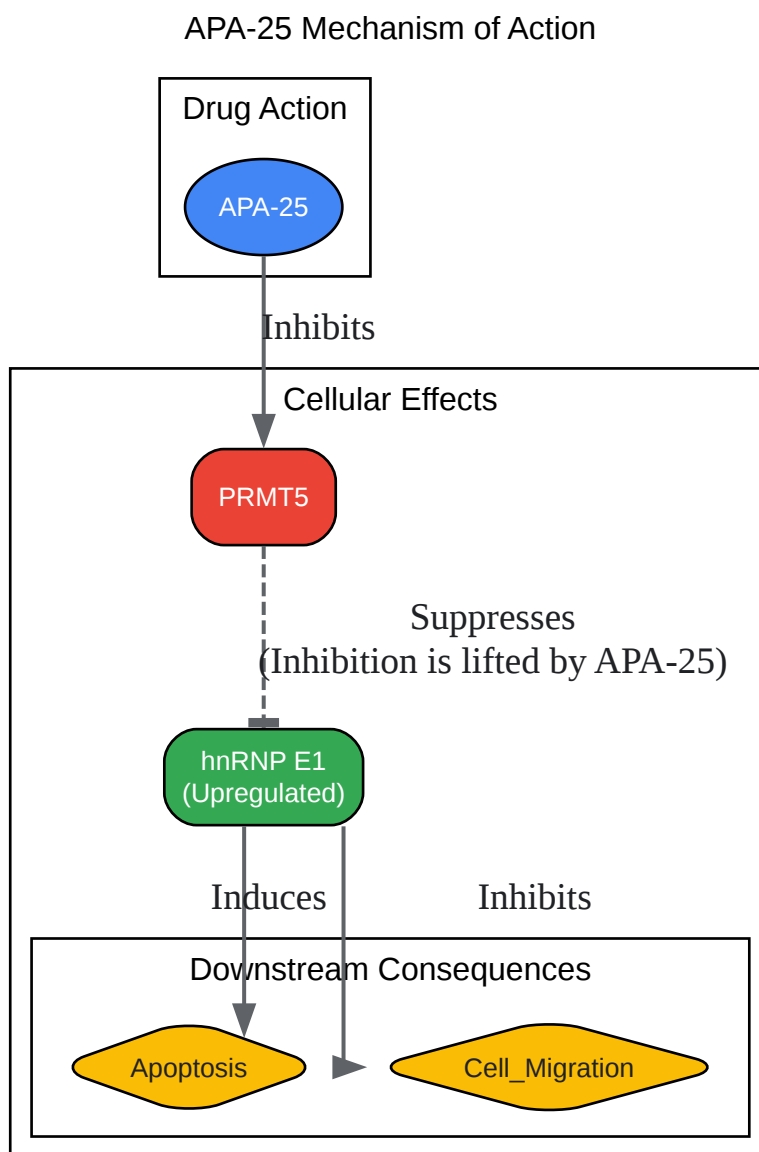 APA-25 Mechanism of Action
Drug Action
APA-25
Inhibits
Cellular Effects
PRMT5
Suppresses
(Inhibition is lifted by APA-25)
hnRNP E1
(Upregulated)
Induces
Inhibits
Downstream Consequences
Apoptosis
Cell_Migration